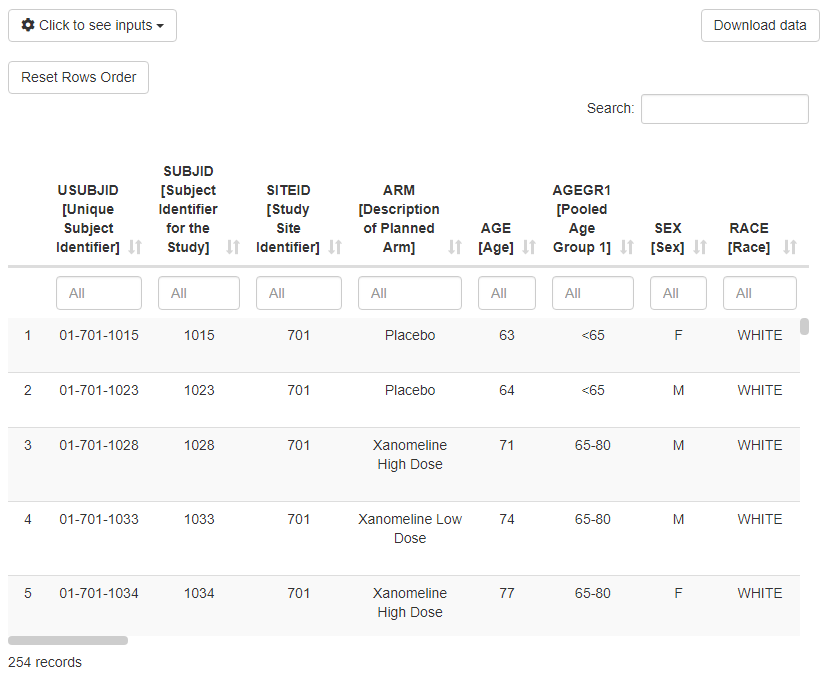 Click to see inputs
Download data
Reset Rows Order
Search:
USUBJID [Unique Subject Identifier]
SUBJID [Subject Identifier for the Study]
SITEID [Study Site Identifier]
ARM [Description of Planned Arm]
AGE [Age]
AGEGR1 [Pooled Age Group 1]
SEX [Sex]
RACE [Race]
All All All All All All All All
1 01-701-1015 1015 701 Placebo 63 <65 F WHITE
2 01-701-1023 1023 701 Placebo 64 <65 M WHITE
3 01-701-1028 1028 701 Xanomeline High Dose 71 65-80 M WHITE
4 01-701-1033 1033 701 Xanomeline Low Dose 74 65-80 M WHITE
5 01-701-1034 1034 701 Xanomeline High Dose 77 65-80 F WHITE
254 records